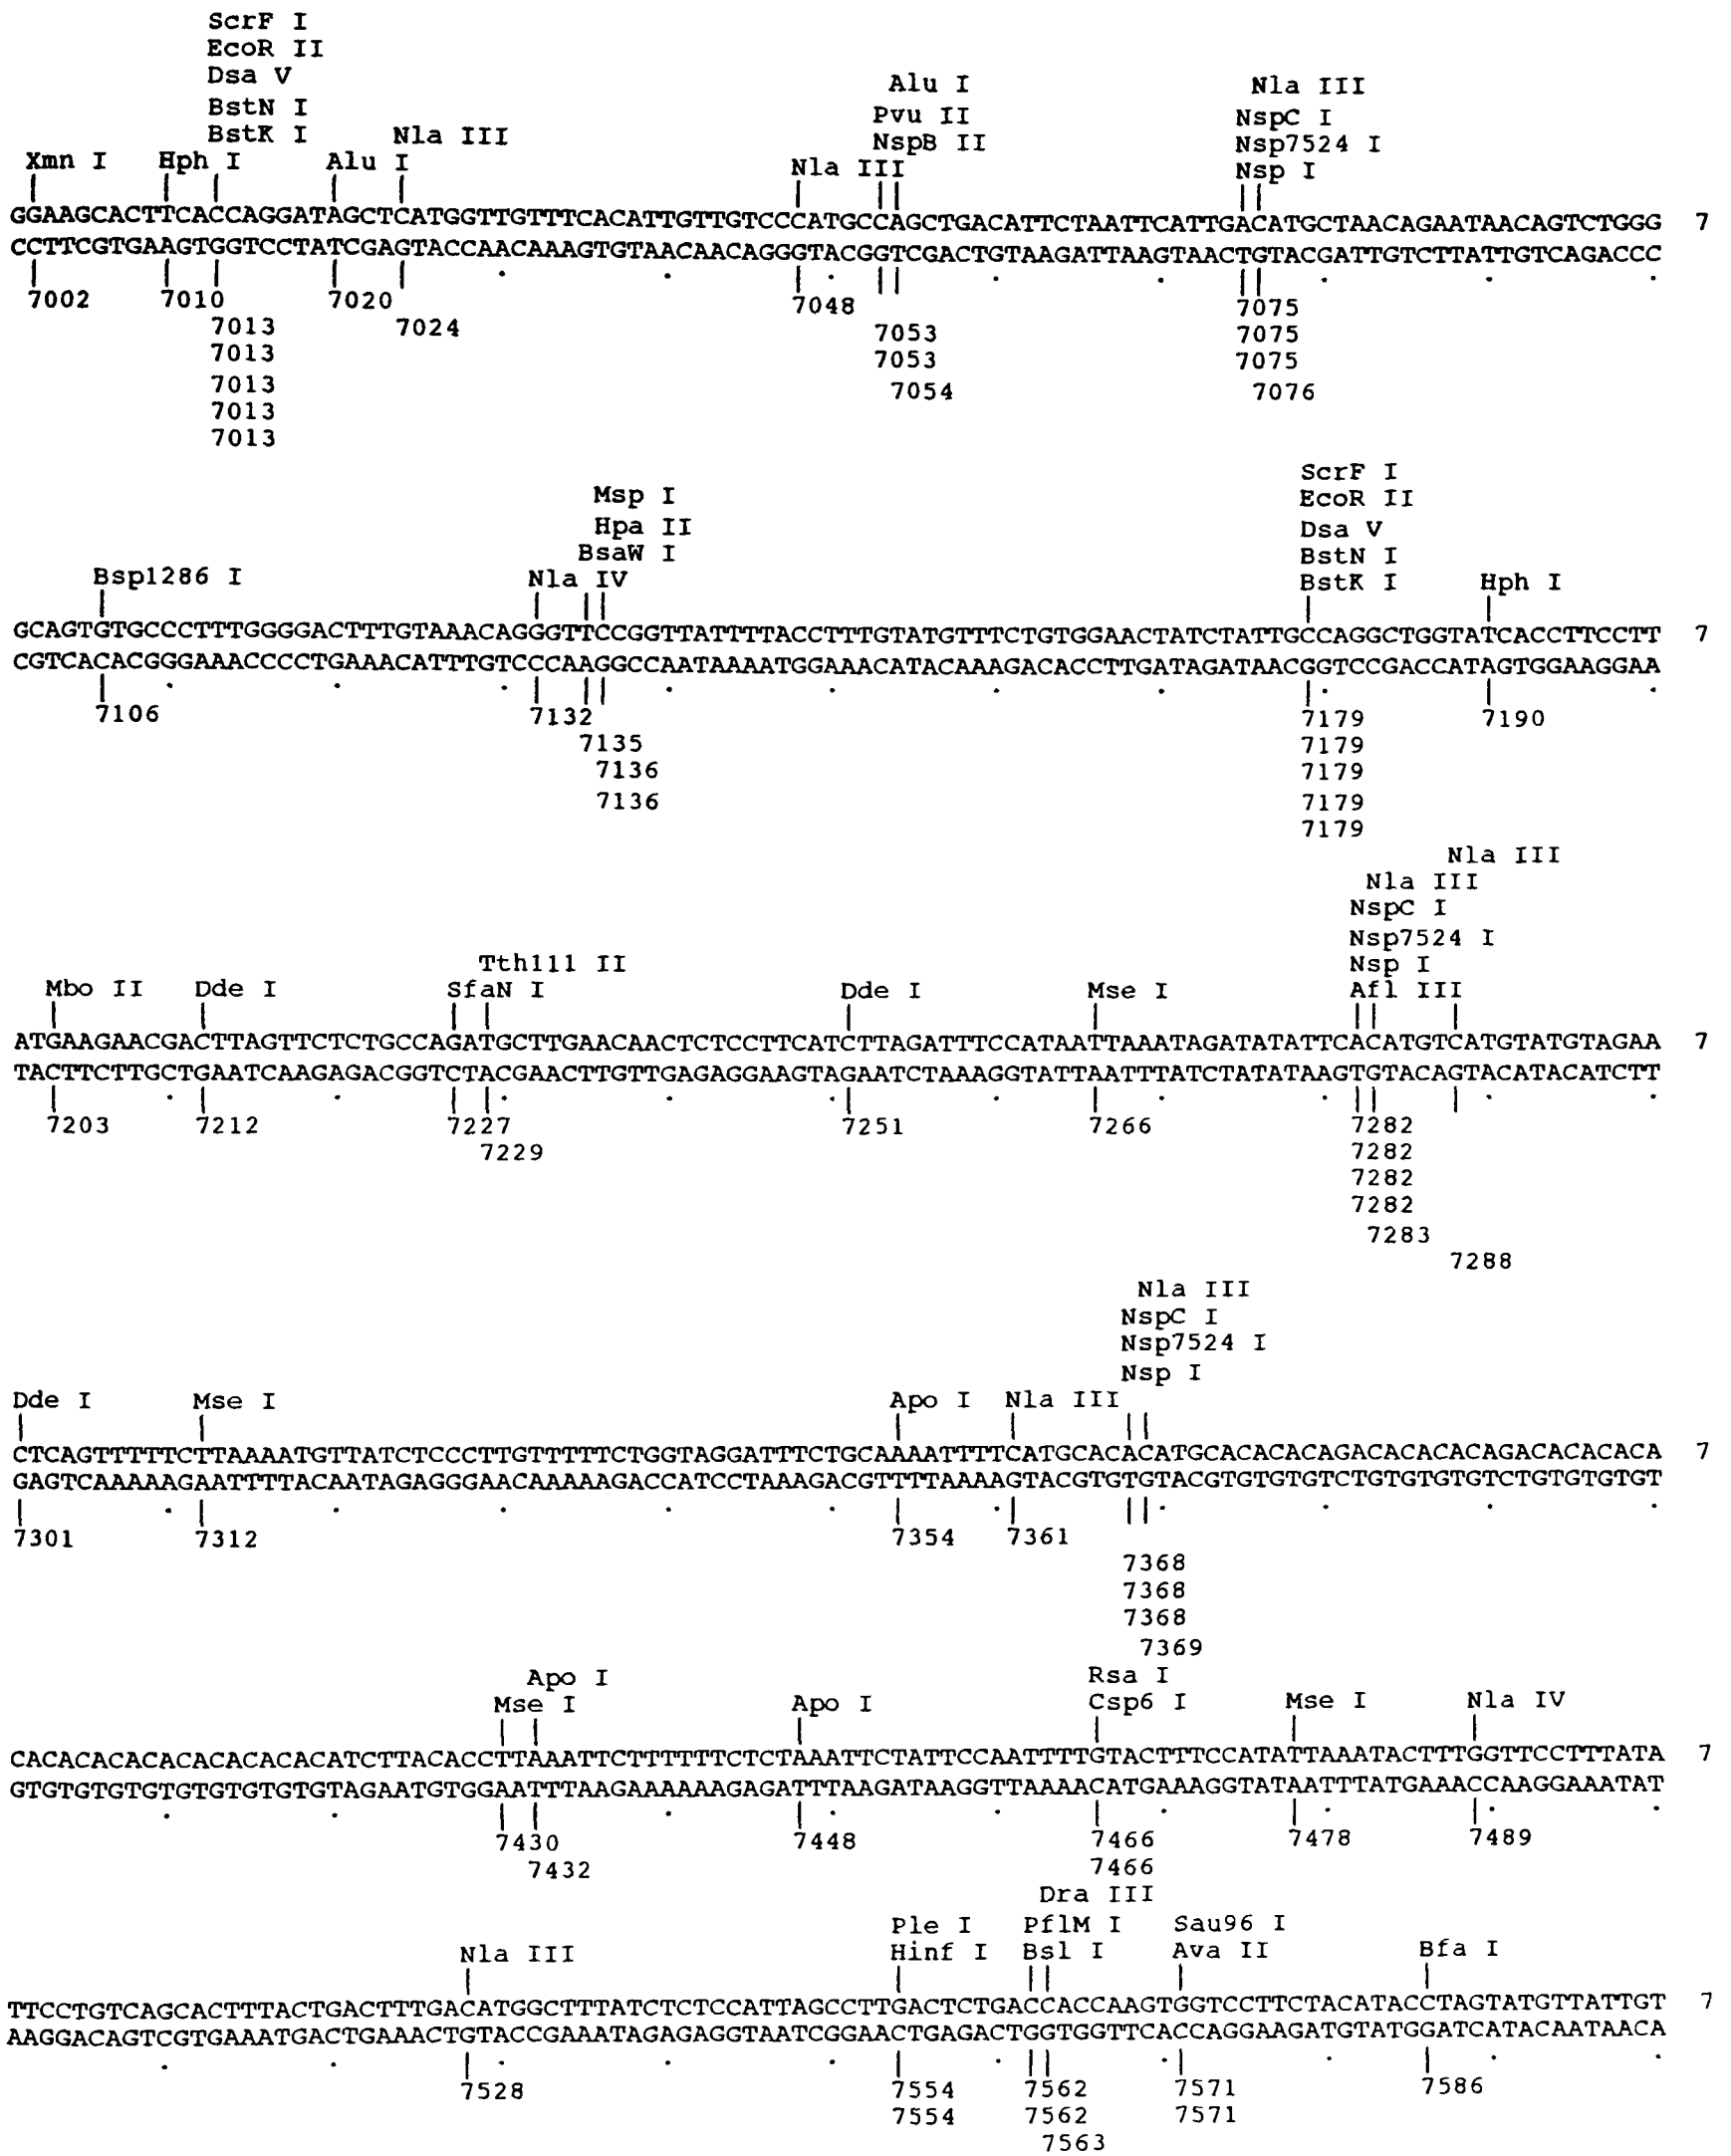 ScrF I
EcoR II
Dsa V
Alu I Nla III
BstN I Pvu II NspC I
BstK I Nla III NspB II Nsp7524 I
Xmn I Hph I Alu I Nla III Nsp I
GGAAGCACTTCACCAGGATAGCTCATGGTTGTTTCACATTGTTGTCCCATGCCAGCTGACATTCTAATTCATTGACATGCTAACAGAATAACAGTCTGGG 7
CCTTCGTGAAGTGGTCCTATCGAGTACCAACAAAGTGTAACAACAGGGTACGGTCGACTGTAAGATTAAGTAACTGTACGATTGTCTTATTGTCAGACCC
7002 7010 7020 7048 7075
7013 7024 7053 7075
7013 7053 7075
7013 7054 7076
7013
7013
ScrF I
Msp I EcoR II
Hpa II Dsa V
BsaW I BstN I
Bsp1286 I Nla IV BstK I Hph I
GCAGTGTGCCCTTTGGGGACTTTGTAAACAGGGTTCCGGTTATTTTACCTTTGTATGTTTCTGTGGAACTATCTATTGCCAGGCTGGTATCACCTTCCTT 7
CGTCACACGGGAAACCCCTGAAACATTTGTCCCAAGGCCAATAAAATGGAAACATACAAAGACACCTTGATAGATAACGGTCCGACCATAGTGGAAGGAA
7106 7132 7179 7190
7135 7179
7136 7179
7136 7179
7179
Nla III
Nla III
NspC I
Nsp7524 I
Tth111 II Nsp I
Mbo II Dde I SfaN I Dde I Mse I Afl III
ATGAAGAACGACTTAGTTCTCTGCCAGATGCTTGAACAACTCTCCTTCATCTTAGATTTCCATAATTAAATAGATATATTCACATGTCATGTATGTAGAA 7
TACTTCTTGCTGAATCAAGAGACGGTCTACGAACTTGTTGAGAGGAAGTAGAATCTAAAGGTATTAATTTATCTATATAAGTGTACAGTACATACATCTT
7203 7212 7227 7251 7266 7282
7229 7282
7282
7282
7283
7288
Nla III
NspC I
Nsp7524 I
Nsp I
Dde I Mse I Apo I Nla III
CTCAGTTTTTCTTAAAATGTTATCTCCCTTGTTTTTCTGGTAGGATTTCTGCAAAATTTTCATGCACACATGCACACACAGACACACACAGACACACACA 7
GAGTCAAAAAGAATTTTACAATAGAGGGAACAAAAAGACCATCCTAAAGACGTTTTAAAAGTACGTGTGTACGTGTGTGTCTGTGTGTGTCTGTGTGTGT
7301 7312 7354 7361
7368
7368
7368
7369
Apo I Rsa I
Mse I Apo I Csp6 I Mse I Nla IV
CACACACACACACACACACATCTTACACCTTAAATTCTTTTTTCTCTAAATTCTATTCCAATTTTGTACTTTCCATATTAAATACTTTGGTTCCTTTATA 7
GTGTGTGTGTGTGTGTGTGTAGAATGTGGAATTTAAGAAAAAAGAGATTTAAGATAAGGTTAAAACATGAAAGGTATAATTTATGAAACCAAGGAAATAT
7430 7448 7466 7478 7489
7432 7466
Dra III
Ple I PflM I Sau96 I
Nla III Hinf I Bsl I Ava II Bfa I
TTCCTGTCAGCACTTTACTGACTTTGACATGGCTTTATCTCTCCATTAGCCTTGACTCTGACCACCAAGTGGTCCTTCTACATACCTAGTATGTTATTGT 7
AAGGACAGTCGTGAAATGACTGAAACTGTACCGAAATAGAGAGGTAATCGGAACTGAGACTGGTGGTTCACCAGGAAGATGTATGGATCATACAATAACA
7528 7554 7562 7571 7586
7554 7562 7571
7563